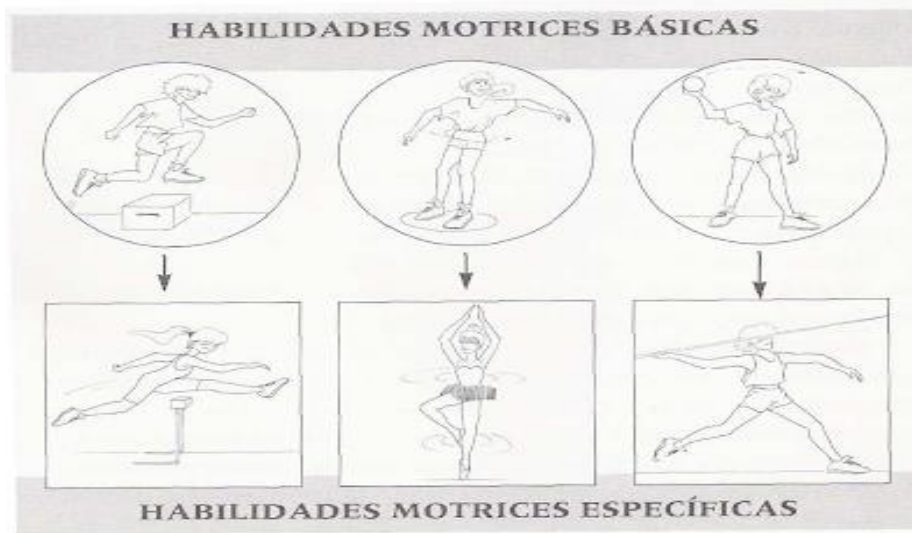 HABILIDADES MOTRICES BÁSICAS
HABILIDADES MOTRICES ESPECÍFICAS